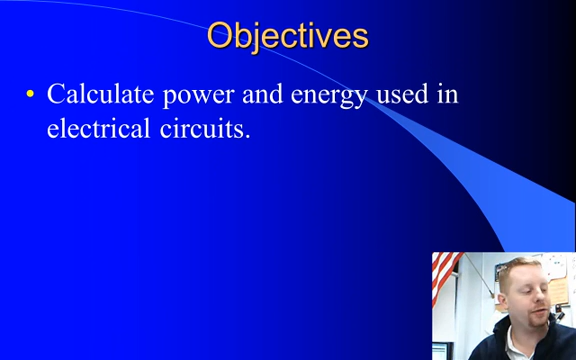 Objectives
• Calculate power and energy used in
electrical circuits.